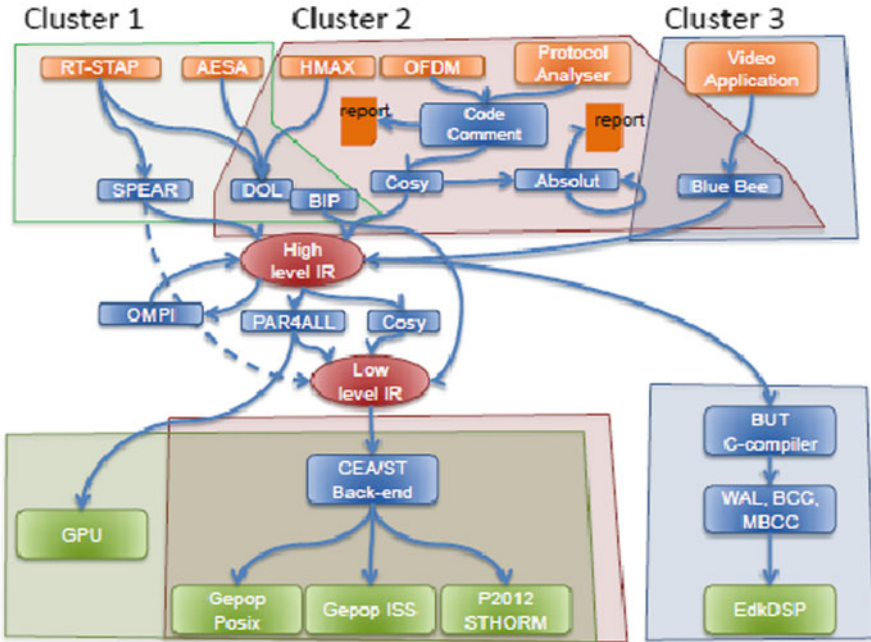 Cluster 1
Cluster 2
Cluster 3
RT-STAP
AESA
HMAX
OFDM
Protocol
Analyser
Video
Application
report
Code
Comment
report
SPEAR
DOL
BIP
Cosy
Absolut
Blue Bee
High
level IR
OMPI
PAR4ALL
Cosy
Low
level IR
BUT
C-compiler
CEA/ST
Back-end
WAL, BCC,
MBCC
GPU
Gepop
Posix
Gepop ISS
P2012
STHORM
EdkDSP